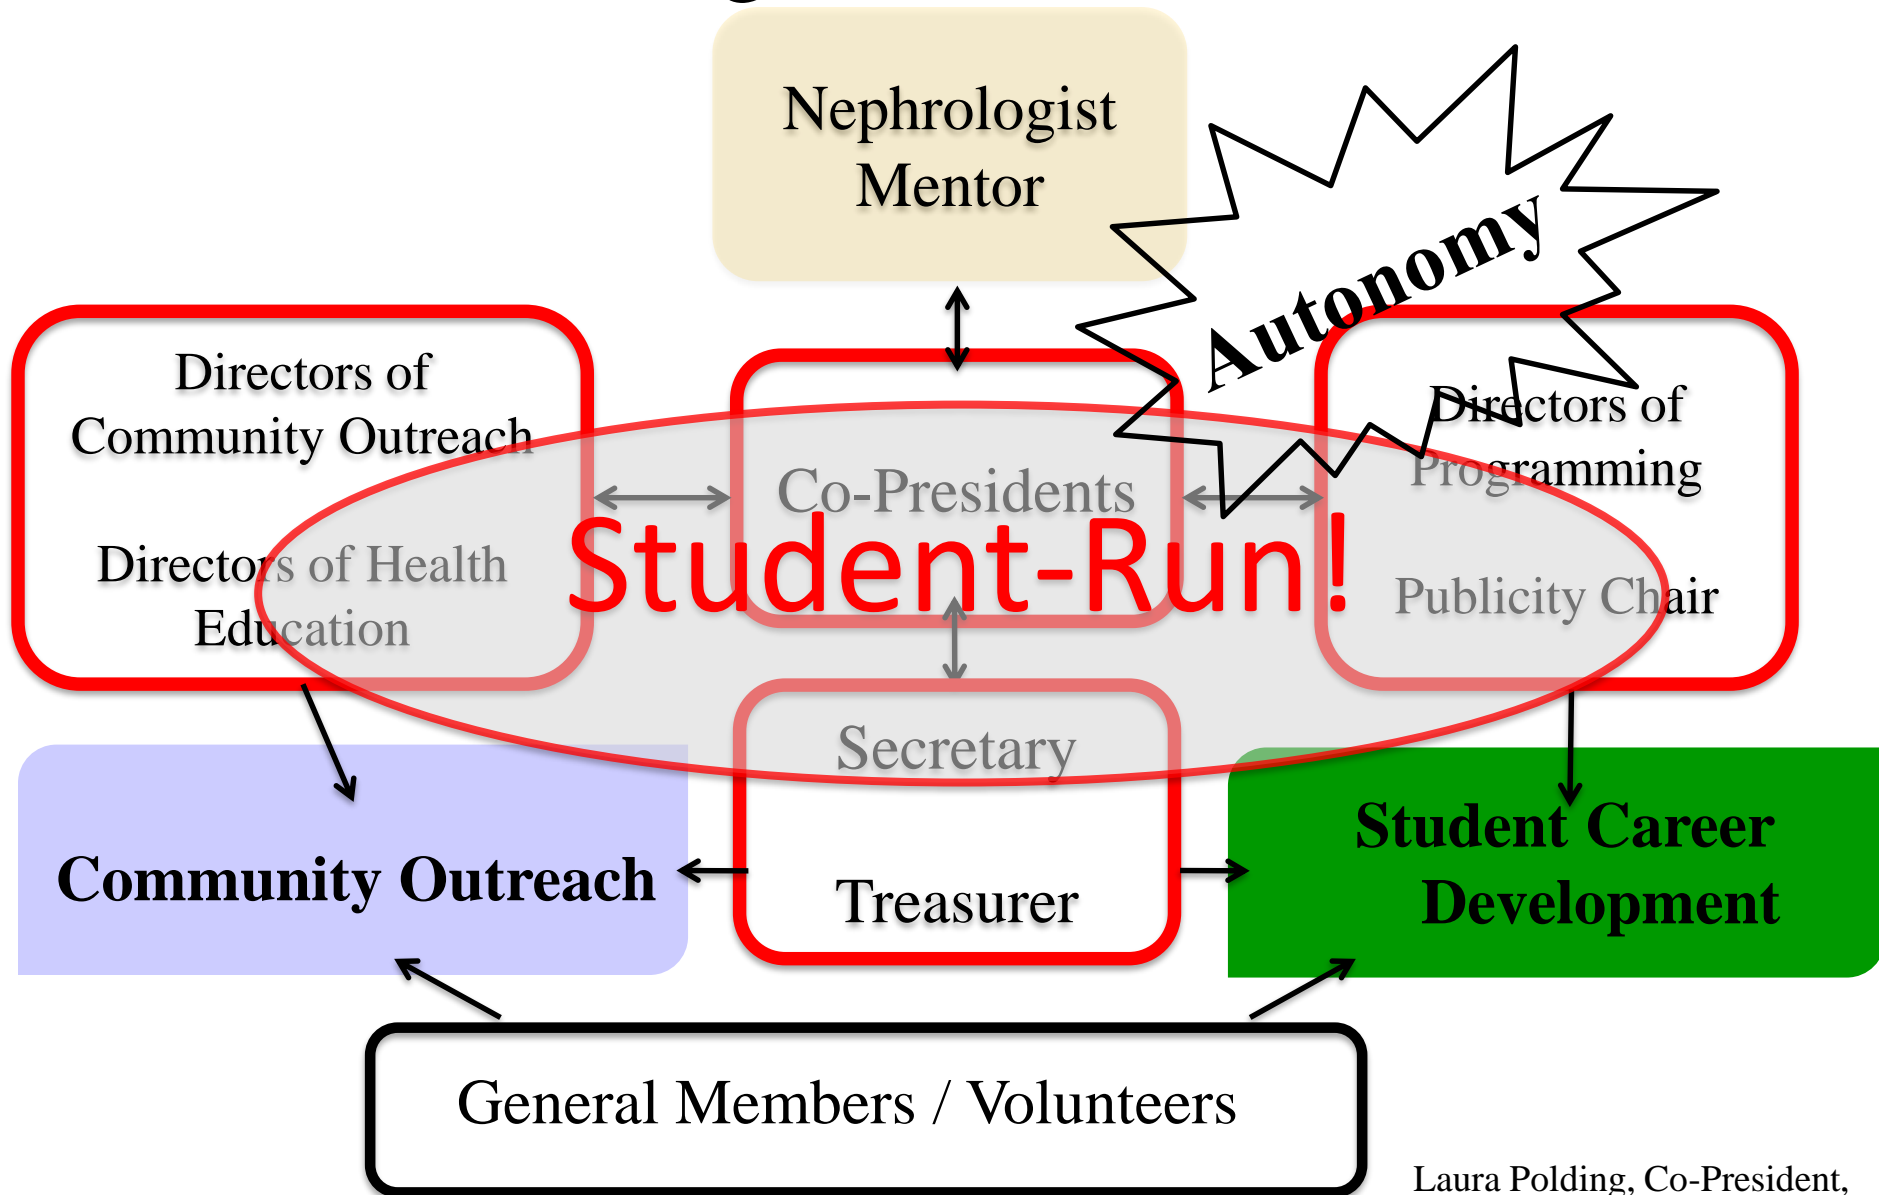 Nephrologist
Mentor
Autonomy
Directors of
Community Outreach
Directors of Health
Education
Co-Presidents
Student-Run!
Directors of
Programming
Publicity Chair
Secretary
Treasurer
Community Outreach
Student Career
Development
General Members / Volunteers
Laura Polding, Co-President,